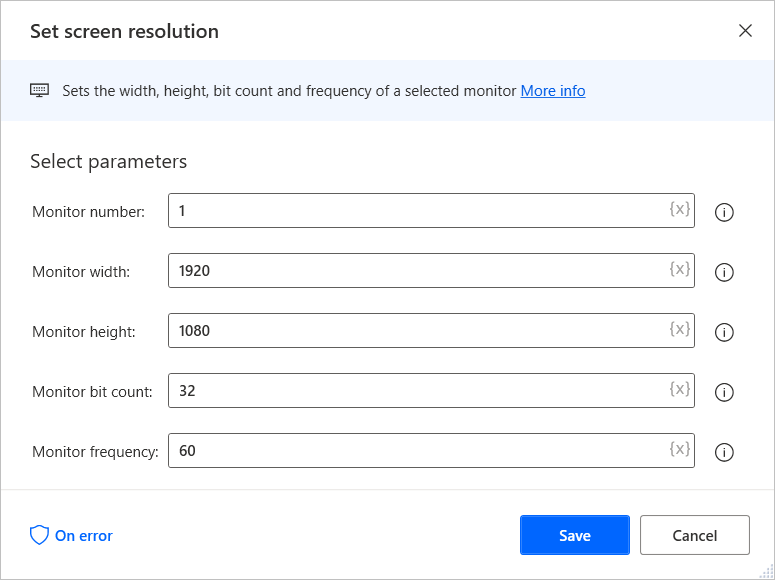 Set screen resolution
Sets the width, height, bit count and frequency of a selected monitor More info
Select parameters
Monitor number: 1 {x}
Monitor width: 1920 {x}
Monitor height: 1080 {x}
Monitor bit count: 32 {x}
Monitor frequency: 60 {x}
On error Save Cancel